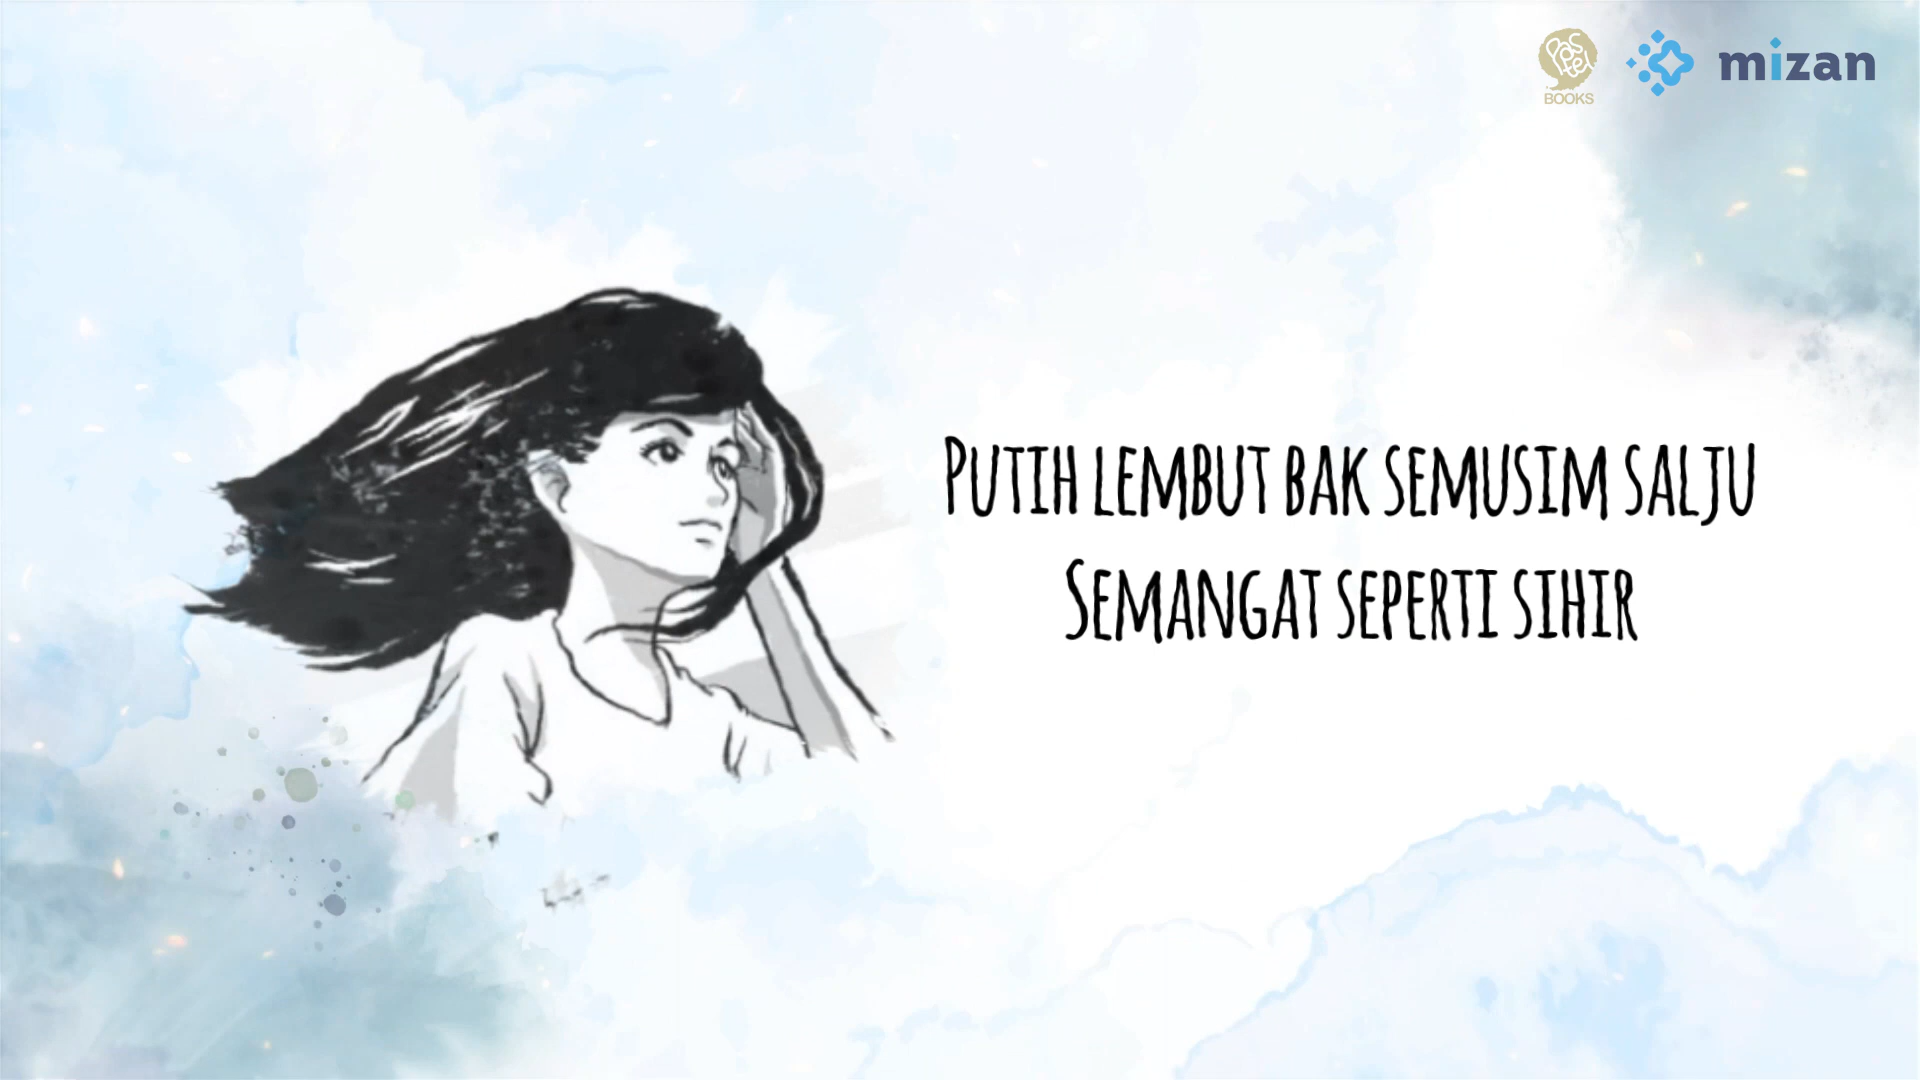 Pastel
BOOKS
mizan
PUTIH LEMBUT BAK SEMUSIM SALJU
SEMANGAT SEPERTI SIHIR